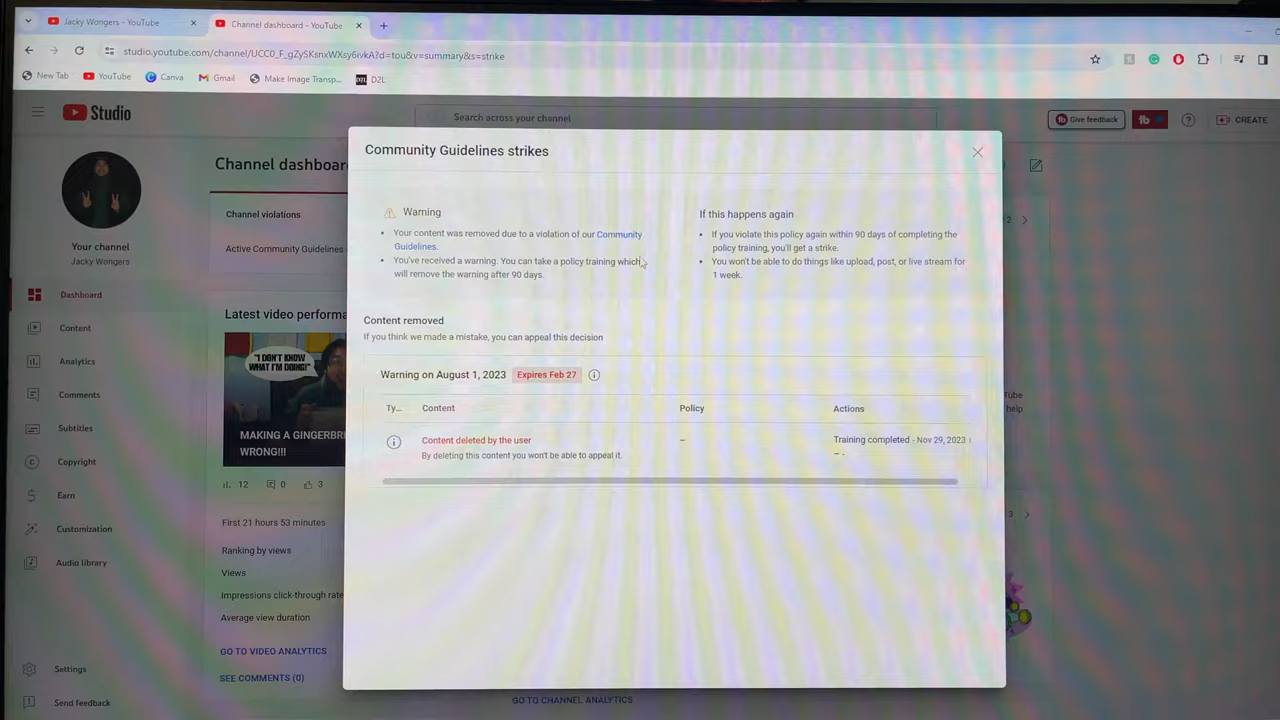 Jacky Wongers - YouTube
Channel dashboard - YouTube
studio.youtube.com/channel/UCC0_F_gZySKsnxWXsy6ivkA?d=tou&v=summary&s=strike
New Tab
YouTube
Canva
Gmail
Make Image Transp...
D2L
D2L
Studio
Search across your channel
Give feedback
CREATE
Community Guidelines strikes
Channel dashboar
Channel violations
Active Community Guidelines
Warning
Your content was removed due to a violation of our Community
Guidelines.
You've received a warning. You can take a policy training which
will remove the warning after 90 days.
If this happens again
If you violate this policy again within 90 days of completing the
policy training, you'll get a strike.
You won't be able to do things like upload, post, or live stream for
1 week.
Your channel
Jacky Wongers
Dashboard
Content
Analytics
Comments
Subtitles
Copyright
Earn
Customization
Audio library
Settings
Send feedback
Latest video performa
"I DON'T KNOW
WHAT I'M DOING!"
MAKING A GINGERBRE
WRONG!!!
12
0
3
First 21 hours 53 minutes
Ranking by views
Views
Impressions click-through rate
Average view duration
GO TO VIDEO ANALYTICS
SEE COMMENTS (0)
Content removed
If you think we made a mistake, you can appeal this decision
Warning on August 1, 2023
Expires Feb 27
Ty...
Content
Policy
Actions
Content deleted by the user
By deleting this content you won't be able to appeal it.
–
Training completed - Nov 29, 2023
GO TO CHANNEL ANALYTICS
Tube
help
2
3